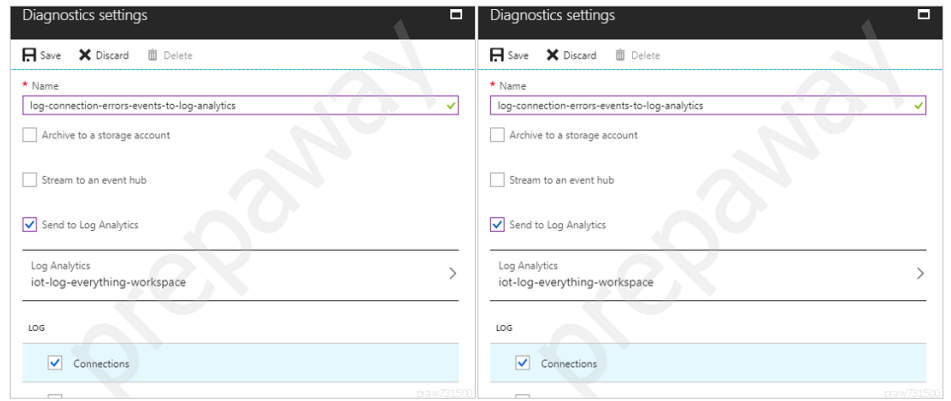 Diagnostics settings
Save Discard Delete
* Name
log-connection-errors-events-to-log-analytics
Archive to a storage account
Stream to an event hub
Send to Log Analytics
Log Analytics
iot-log-everything-workspace
LOG
Connections
praw731500
Diagnostics settings
Save Discard Delete
* Name
log-connection-errors-events-to-log-analytics
Archive to a storage account
Stream to an event hub
Send to Log Analytics
Log Analytics
iot-log-everything-workspace
LOG
Connections
praw731500
prepaway
prepaway